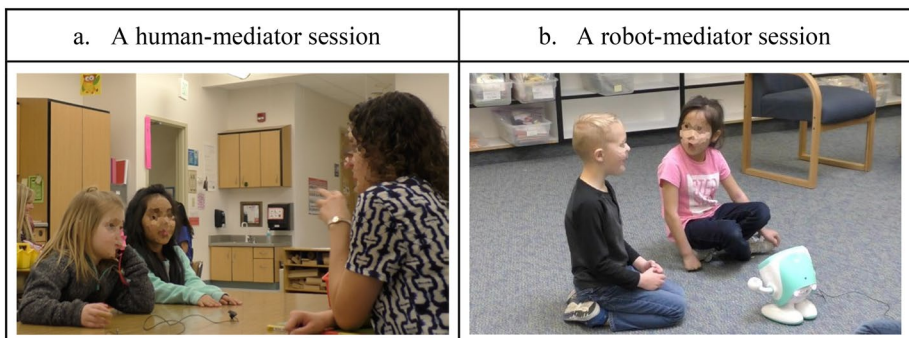 a. A human-mediator session
b. A robot-mediator session